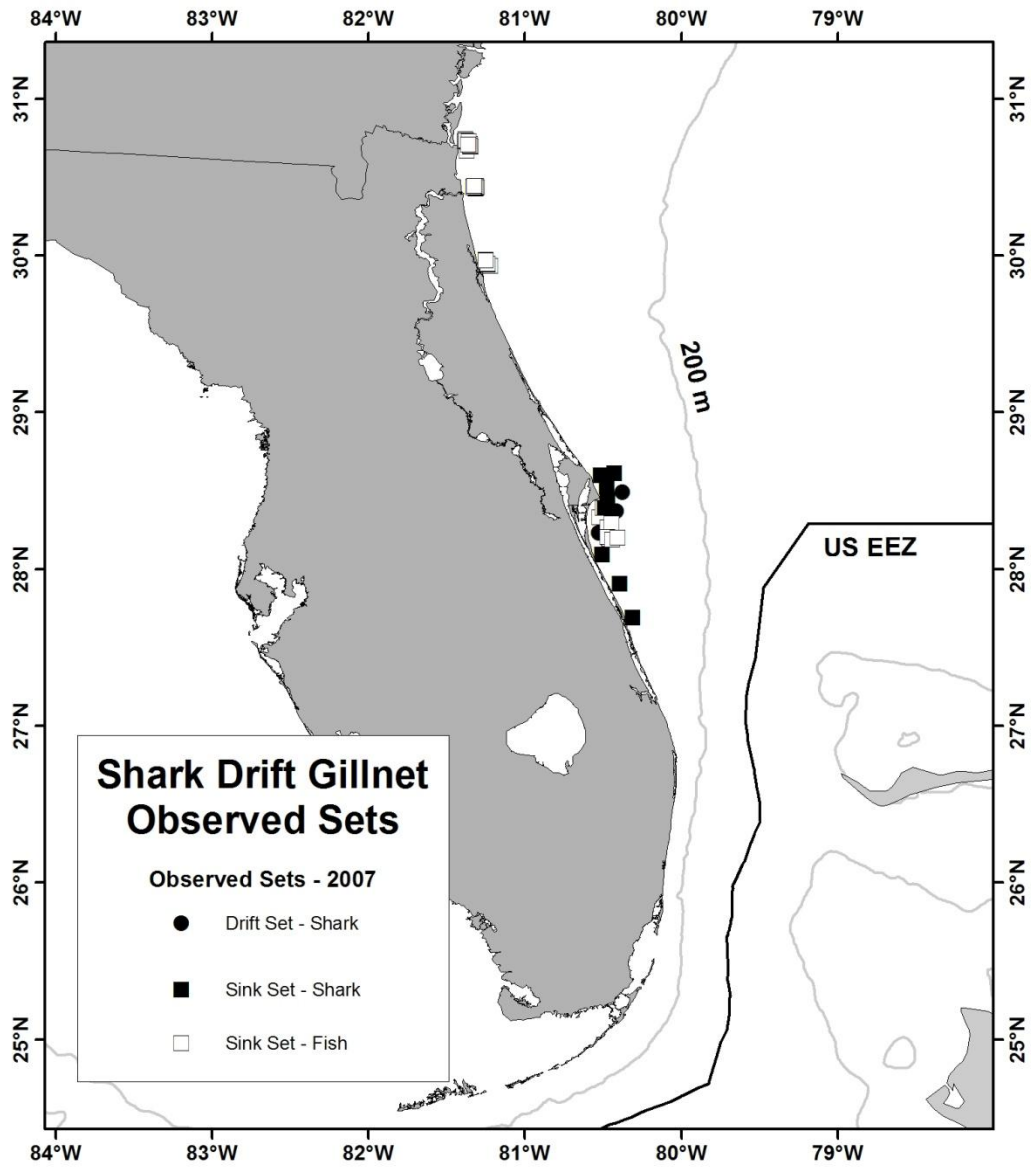 84°W 83°W 82°W 81°W 80°W 79°W
31°N 31°N
30°N 30°N
200 m
29°N 29°N
US EEZ
28°N 28°N
27°N 27°N
Shark Drift Gillnet
Observed Sets
Observed Sets - 2007
26°N 26°N
Drift Set - Shark
Sink Set - Shark
25°N 25°N
Sink Set - Fish
84°W 83°W 82°W 81°W 80°W 79°W